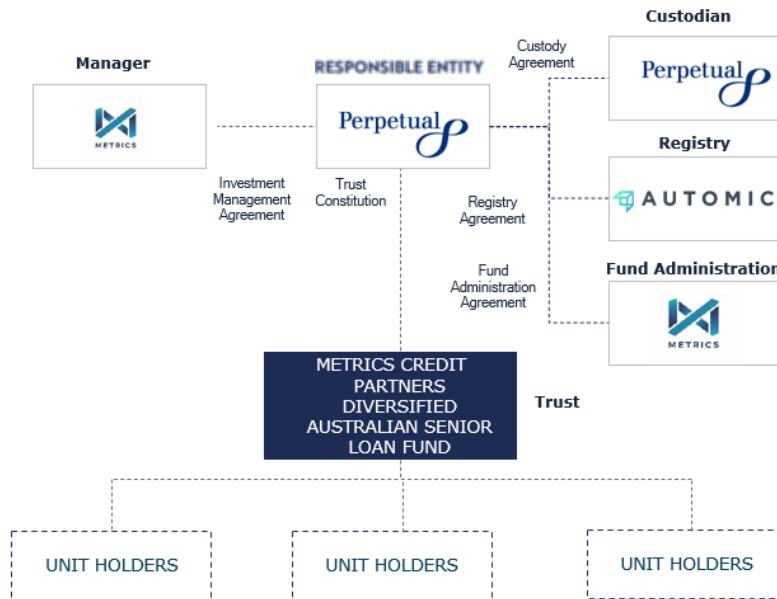 Custodian
Custody
Agreement
Perpetual
Manager
METRICS
RESPONSIBLE ENTITY
Perpetual
Registry
AUTOMIC
Investment
Management
Agreement
Trust
Constitution
Registry
Agreement
Fund Administration
METRICS
Fund
Administration
Agreement
METRICS CREDIT
PARTNERS
DIVERSIFIED
AUSTRALIAN SENIOR
LOAN FUND
Trust
UNIT HOLDERS
UNIT HOLDERS
UNIT HOLDERS